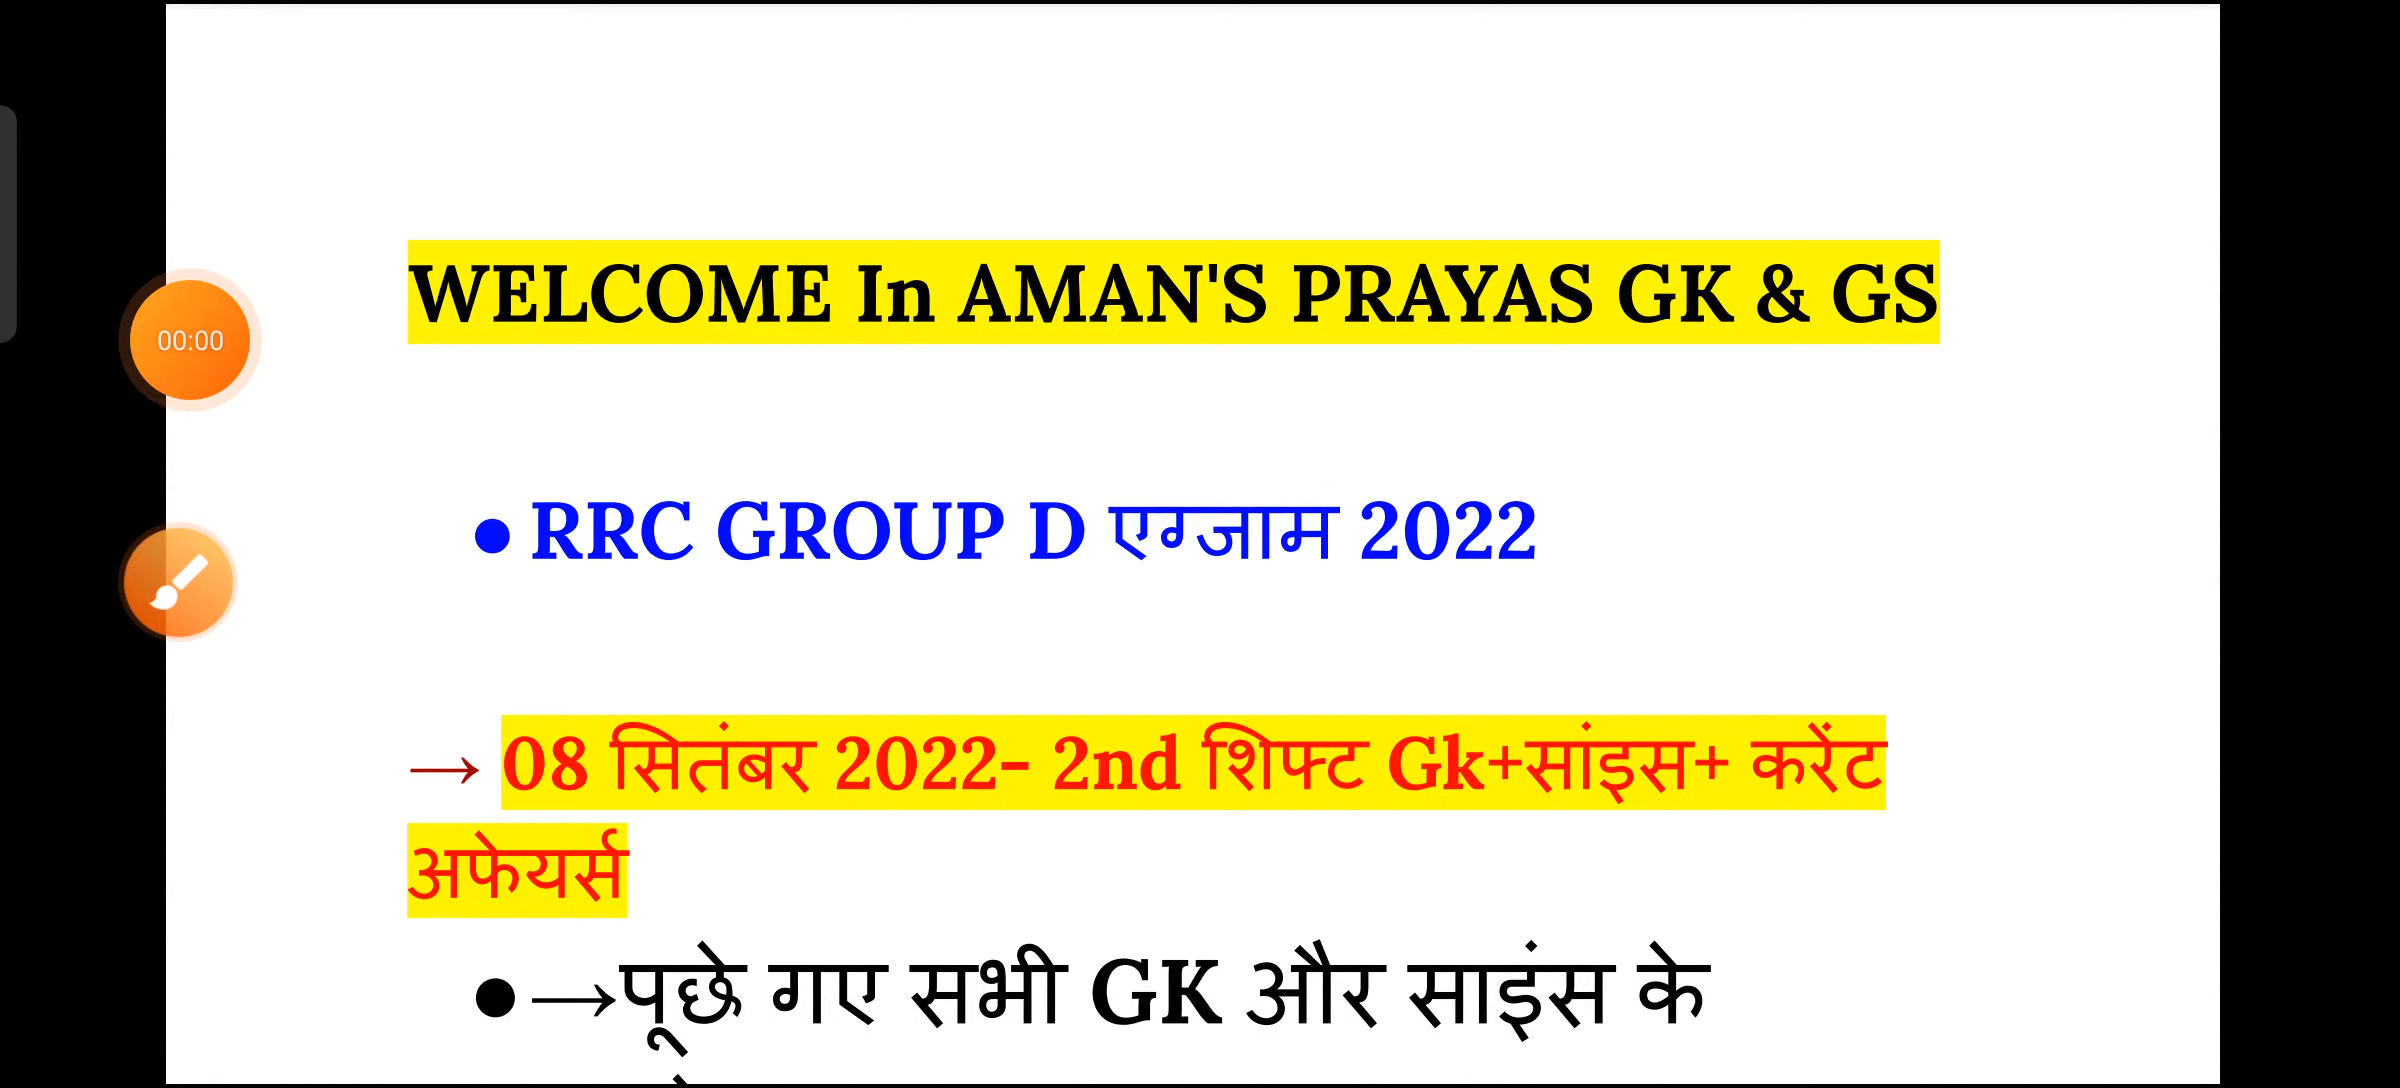 WELCOME In AMAN'S PRAYAS GK & GS
00:00
● RRC GROUP D एग्जाम 2022
→ 08 सितंबर 2022- 2nd शिफ्ट Gk+सांइस+ करेंट
अफेयर्स
●→पूछे गए सभी GK और साइंस के